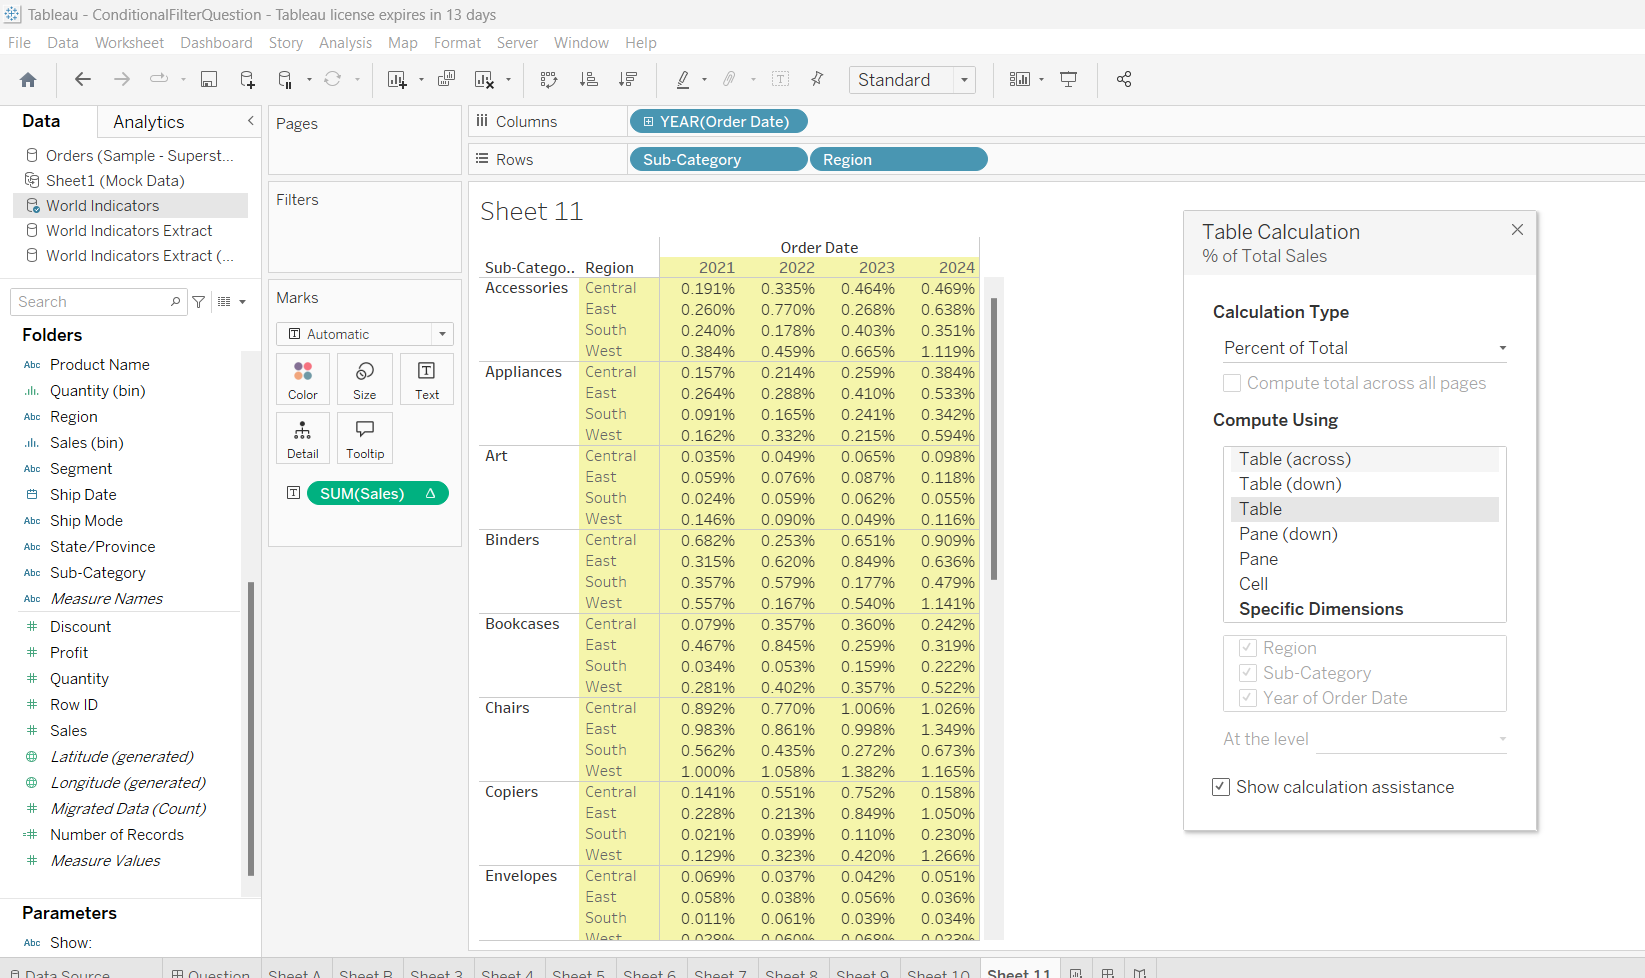 Tableau - ConditionalFilterQuestion - Tableau license expires in 13 days
File Data Worksheet Dashboard Story Analysis Map Format Server Window Help
Standard
Data
Analytics
Orders (Sample - Superst...
Sheet1 (Mock Data)
World Indicators
World Indicators Extract
World Indicators Extract (...
Search
Folders
Abc Product Name
Quantity (bin)
Abc Region
Sales (bin)
Abc Segment
Ship Date
Abc Ship Mode
Abc State/Province
Abc Sub-Category
Abc Measure Names
# Discount
# Profit
# Quantity
# Row ID
# Sales
Latitude (generated)
Longitude (generated)
# Migrated Data (Count)
=# Number of Records
# Measure Values
Parameters
Abc Show:
Pages
Filters
Marks
Automatic
Color Size Text
Detail Tooltip
SUM(Sales) Δ
Columns YEAR(Order Date)
Rows Sub-Category Region
Sheet 11
Order Date
Sub-Catego.. Region 2021 2022 2023 2024
Accessories Central 0.191% 0.335% 0.464% 0.469%
East 0.260% 0.770% 0.268% 0.638%
South 0.240% 0.178% 0.403% 0.351%
West 0.384% 0.459% 0.665% 1.119%
Appliances Central 0.157% 0.214% 0.259% 0.384%
East 0.264% 0.288% 0.410% 0.533%
South 0.091% 0.165% 0.241% 0.342%
West 0.162% 0.332% 0.215% 0.594%
Art Central 0.035% 0.049% 0.065% 0.098%
East 0.059% 0.076% 0.087% 0.118%
South 0.024% 0.059% 0.062% 0.055%
West 0.146% 0.090% 0.049% 0.116%
Binders Central 0.682% 0.253% 0.651% 0.909%
East 0.315% 0.620% 0.849% 0.636%
South 0.357% 0.579% 0.177% 0.479%
West 0.557% 0.167% 0.540% 1.141%
Bookcases Central 0.079% 0.357% 0.360% 0.242%
East 0.467% 0.845% 0.259% 0.319%
South 0.034% 0.053% 0.159% 0.222%
West 0.281% 0.402% 0.357% 0.522%
Chairs Central 0.892% 0.770% 1.006% 1.026%
East 0.983% 0.861% 0.998% 1.349%
South 0.562% 0.435% 0.272% 0.673%
West 1.000% 1.058% 1.382% 1.165%
Copiers Central 0.141% 0.551% 0.752% 0.158%
East 0.228% 0.213% 0.849% 1.050%
South 0.021% 0.039% 0.110% 0.230%
West 0.129% 0.323% 0.420% 1.266%
Envelopes Central 0.069% 0.037% 0.042% 0.051%
East 0.058% 0.038% 0.056% 0.036%
South 0.011% 0.061% 0.039% 0.034%
West 0.028% 0.060% 0.068%
Table Calculation
% of Total Sales
Calculation Type
Percent of Total
Compute total across all pages
Compute Using
Table (across)
Table (down)
Table
Pane (down)
Pane
Cell
Specific Dimensions
Region
Sub-Category
Year of Order Date
At the level
Show calculation assistance
Data Source Question Sheet A Sheet B Sheet 3 Sheet 4 Sheet 5 Sheet 6 Sheet 7 Sheet 8 Sheet 9 Sheet 10 Sheet 11